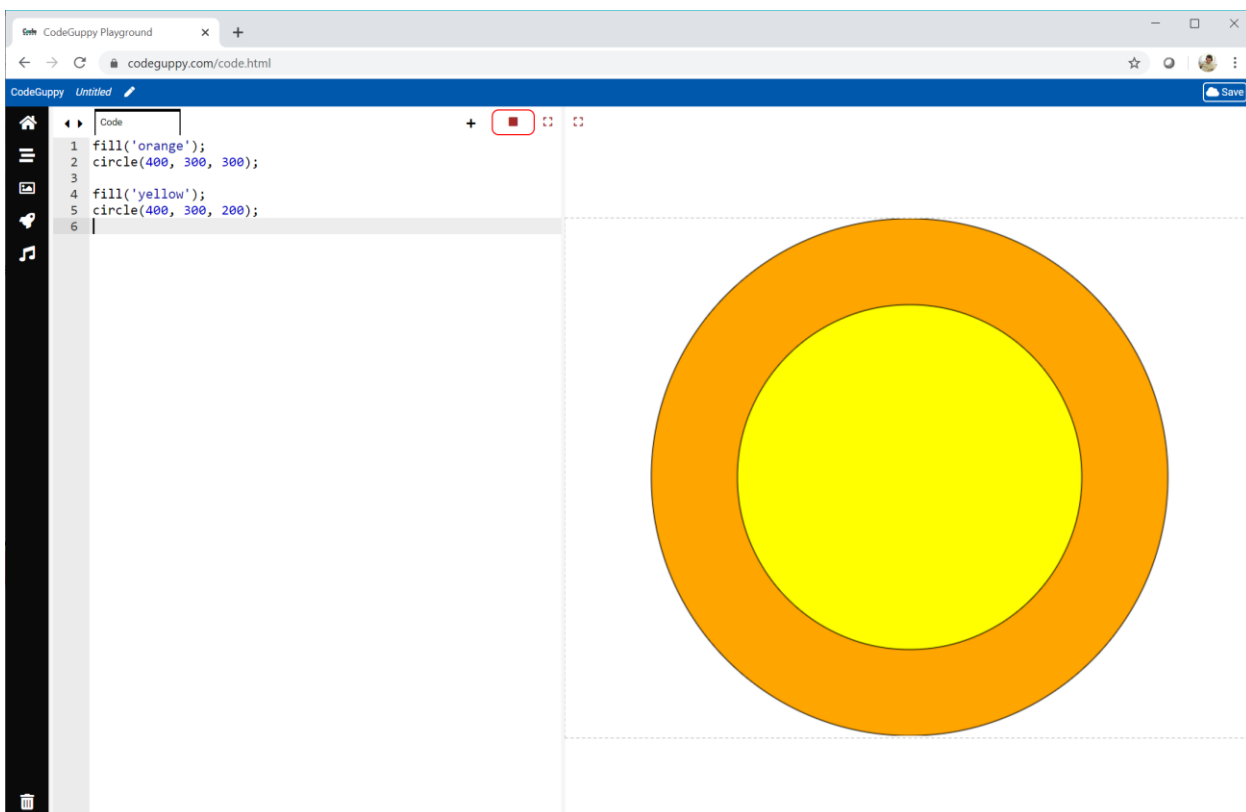 Code CodeGuppy Playground
codeguppy.com/code.html
CodeGuppy Untitled Save
Code
1 fill('orange');
2 circle(400, 300, 300);
3
4 fill('yellow');
5 circle(400, 300, 200);
6